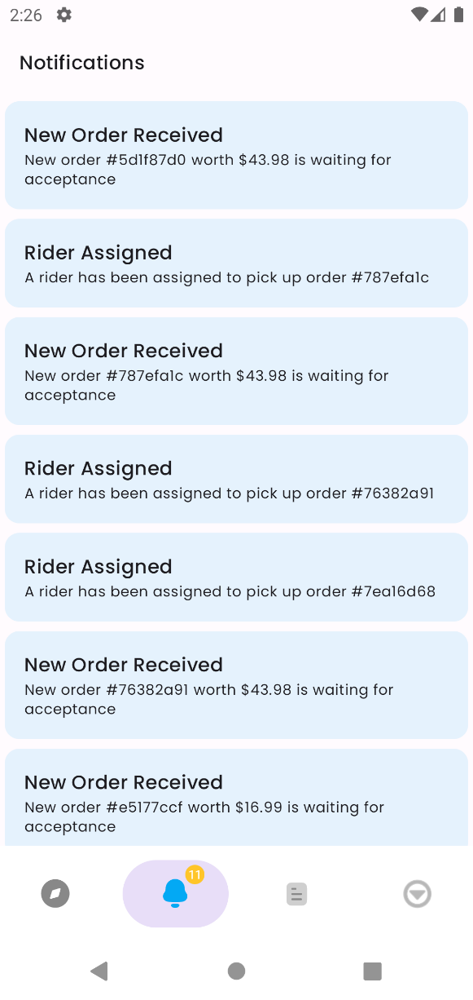 2:26
Notifications
New Order Received
New order #5d1f87d0 worth $43.98 is waiting for
acceptance
Rider Assigned
A rider has been assigned to pick up order #787efa1c
New Order Received
New order #787efa1c worth $43.98 is waiting for
acceptance
Rider Assigned
A rider has been assigned to pick up order #76382a91
Rider Assigned
A rider has been assigned to pick up order #7ea16d68
New Order Received
New order #76382a91 worth $43.98 is waiting for
acceptance
New Order Received
New order #e5177ccf worth $16.99 is waiting for
acceptance
11